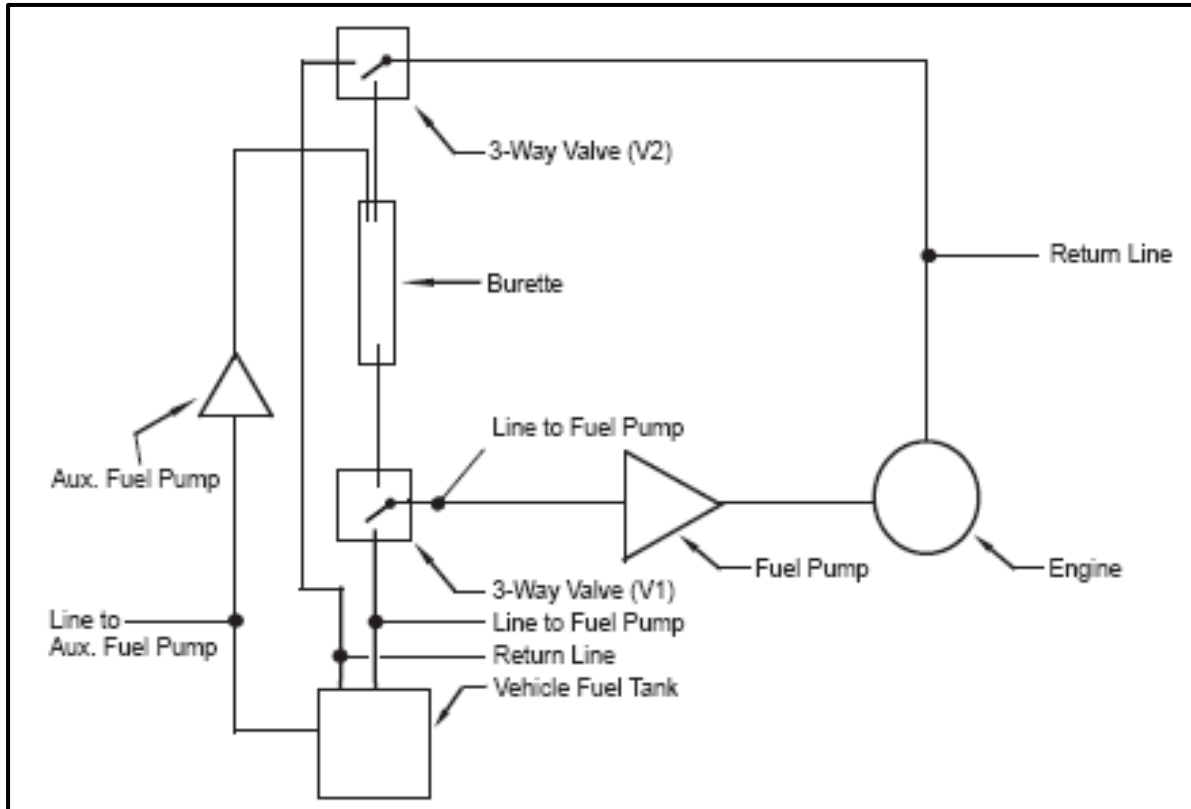 3-Way Valve (V2)
Return Line
Burette
Line to Fuel Pump
Aux. Fuel Pump
Fuel Pump
Engine
3-Way Valve (V1)
Line to
Aux. Fuel Pump
Line to Fuel Pump
Return Line
Vehicle Fuel Tank